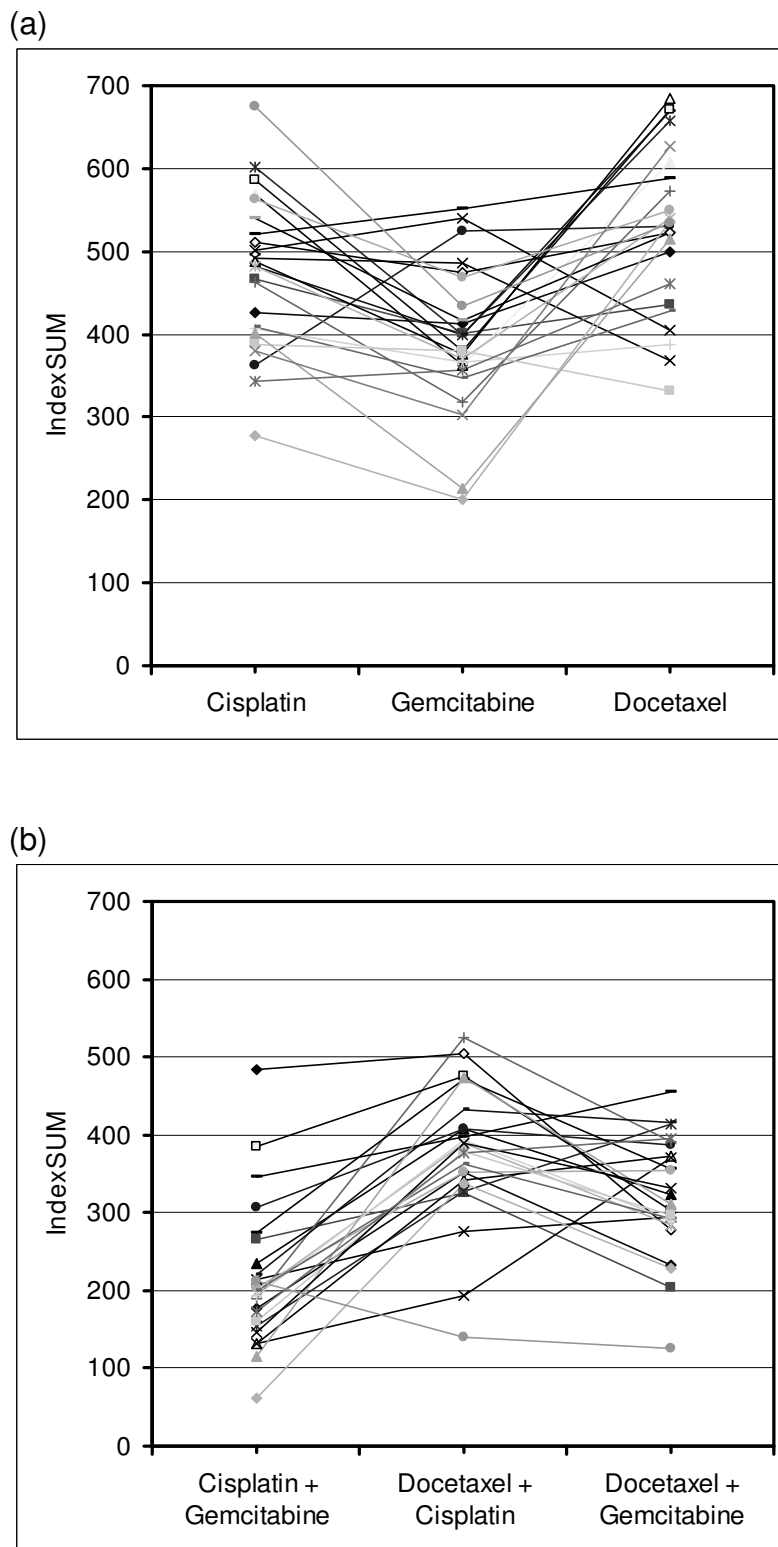 (a)
700
600
500
400
300
200
100
0
IndexSUM
Cisplatin Gemcitabine Docetaxel
(b)
700
600
500
400
300
200
100
0
IndexSUM
Cisplatin + Docetaxel + Docetaxel +
Gemcitabine Cisplatin Gemcitabine